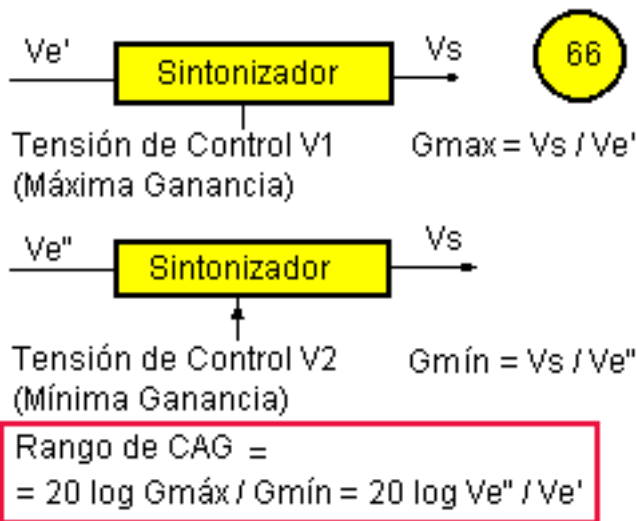 Ve'
Sintonizador
Vs
66
Tensión de Control V1
(Máxima Ganancia)
Gmax = Vs / Ve'
Ve"
Sintonizador
Vs
Tensión de Control V2
(Mínima Ganancia)
Gmín = Vs / Ve"
Rango de CAG =
= 20 log Gmáx / Gmín = 20 log Ve" / Ve'